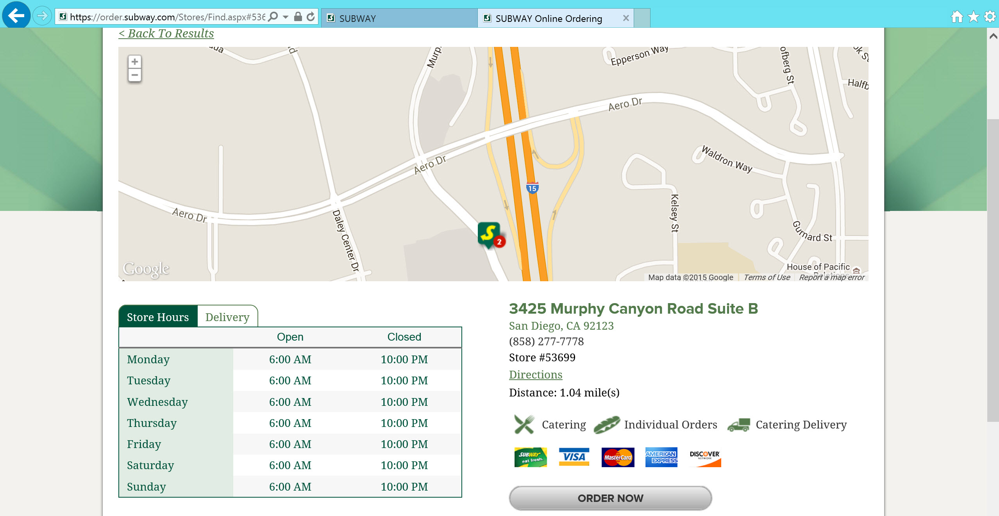 https://order.subway.com/Stores/Find.aspx#536
SUBWAY
SUBWAY Online Ordering
< Back To Results
+
−
Epperson Way
Aero Dr
Aero Dr
Aero Dr
Waldron Way
15
Kelsey St
Daley Center Dr
Gurnard St
2
House of Pacific
Relations
Google
Map data ©2015 Google
Terms of Use
Report a map error
Store Hours
Delivery
Open Closed
Monday 6:00 AM 10:00 PM
Tuesday 6:00 AM 10:00 PM
Wednesday 6:00 AM 10:00 PM
Thursday 6:00 AM 10:00 PM
Friday 6:00 AM 10:00 PM
Saturday 6:00 AM 10:00 PM
Sunday 6:00 AM 10:00 PM
3425 Murphy Canyon Road Suite B
San Diego, CA 92123
(858) 277-7778
Store #53699
Directions
Distance: 1.04 mile(s)
Catering Individual Orders Catering Delivery
SUBWAY eat fresh.
VISA
MasterCard
AMERICAN EXPRESS
DISCOVER NETWORK
ORDER NOW